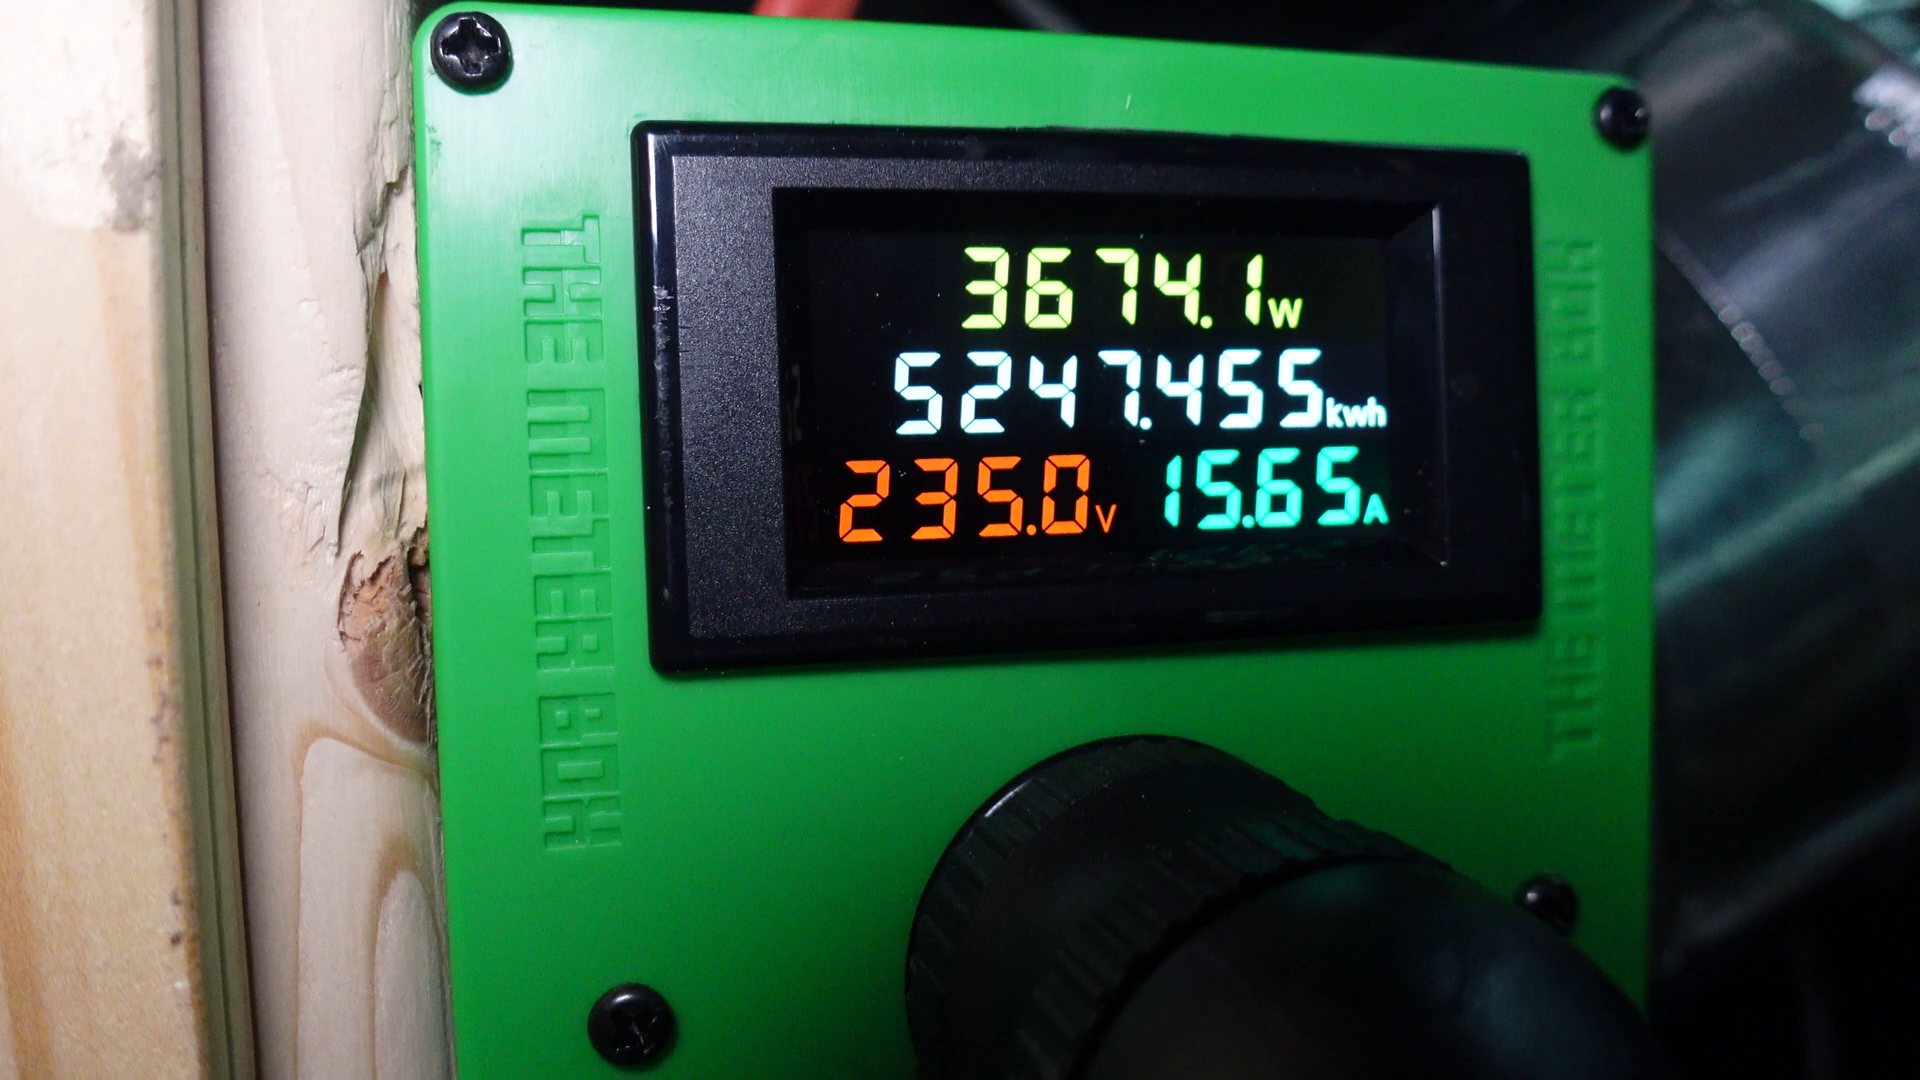 THE METER BOX
3674.1W
5247.455kwh
235.0V 15.65A
THE METER BOX